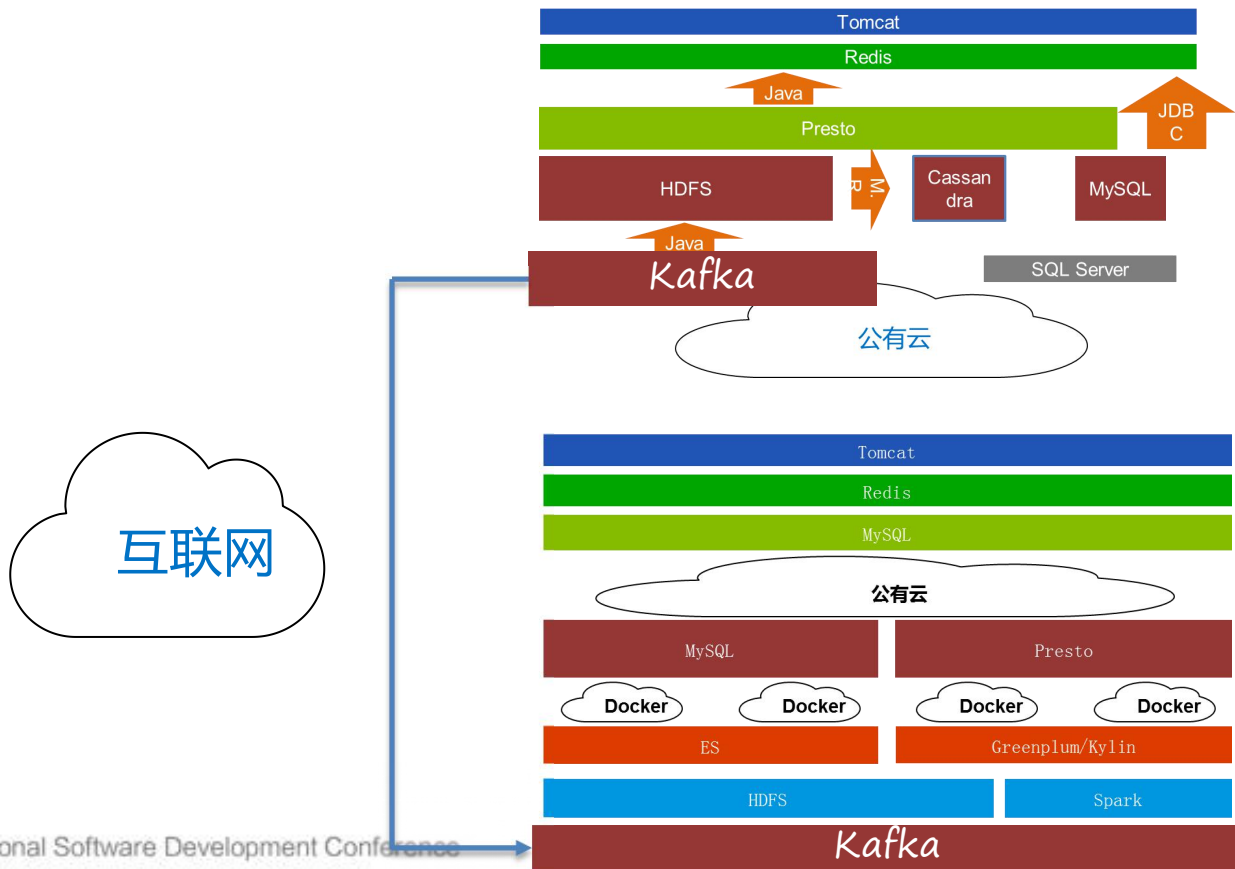 Tomcat
Redis
Java
JDB
C
Presto
HDFS
M.
R
Cassan
dra
MySQL
Java
Kafka
SQL Server
公有云
互联网
Tomcat
Redis
MySQL
公有云
MySQL
Presto
Docker
Docker
Docker
Docker
ES
Greenplum/Kylin
HDFS
Spark
Kafka
onal Software Development Conference